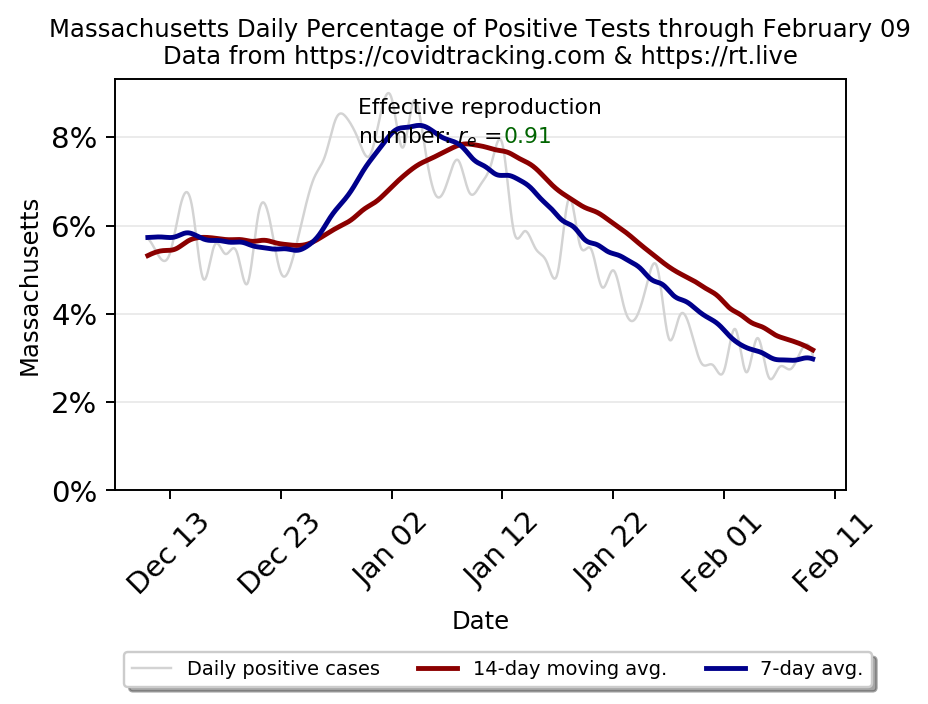 Massachusetts Daily Percentage of Positive Tests through February 09
Data from https://covidtracking.com & https://rt.live
Effective reproduction
number: rₑ =0.91
8%
6%
4%
2%
0%
Massachusetts
Dec 13
Dec 23
Jan 02
Jan 12
Jan 22
Feb 01
Feb 11
Date
Daily positive cases
14-day moving avg.
7-day avg.